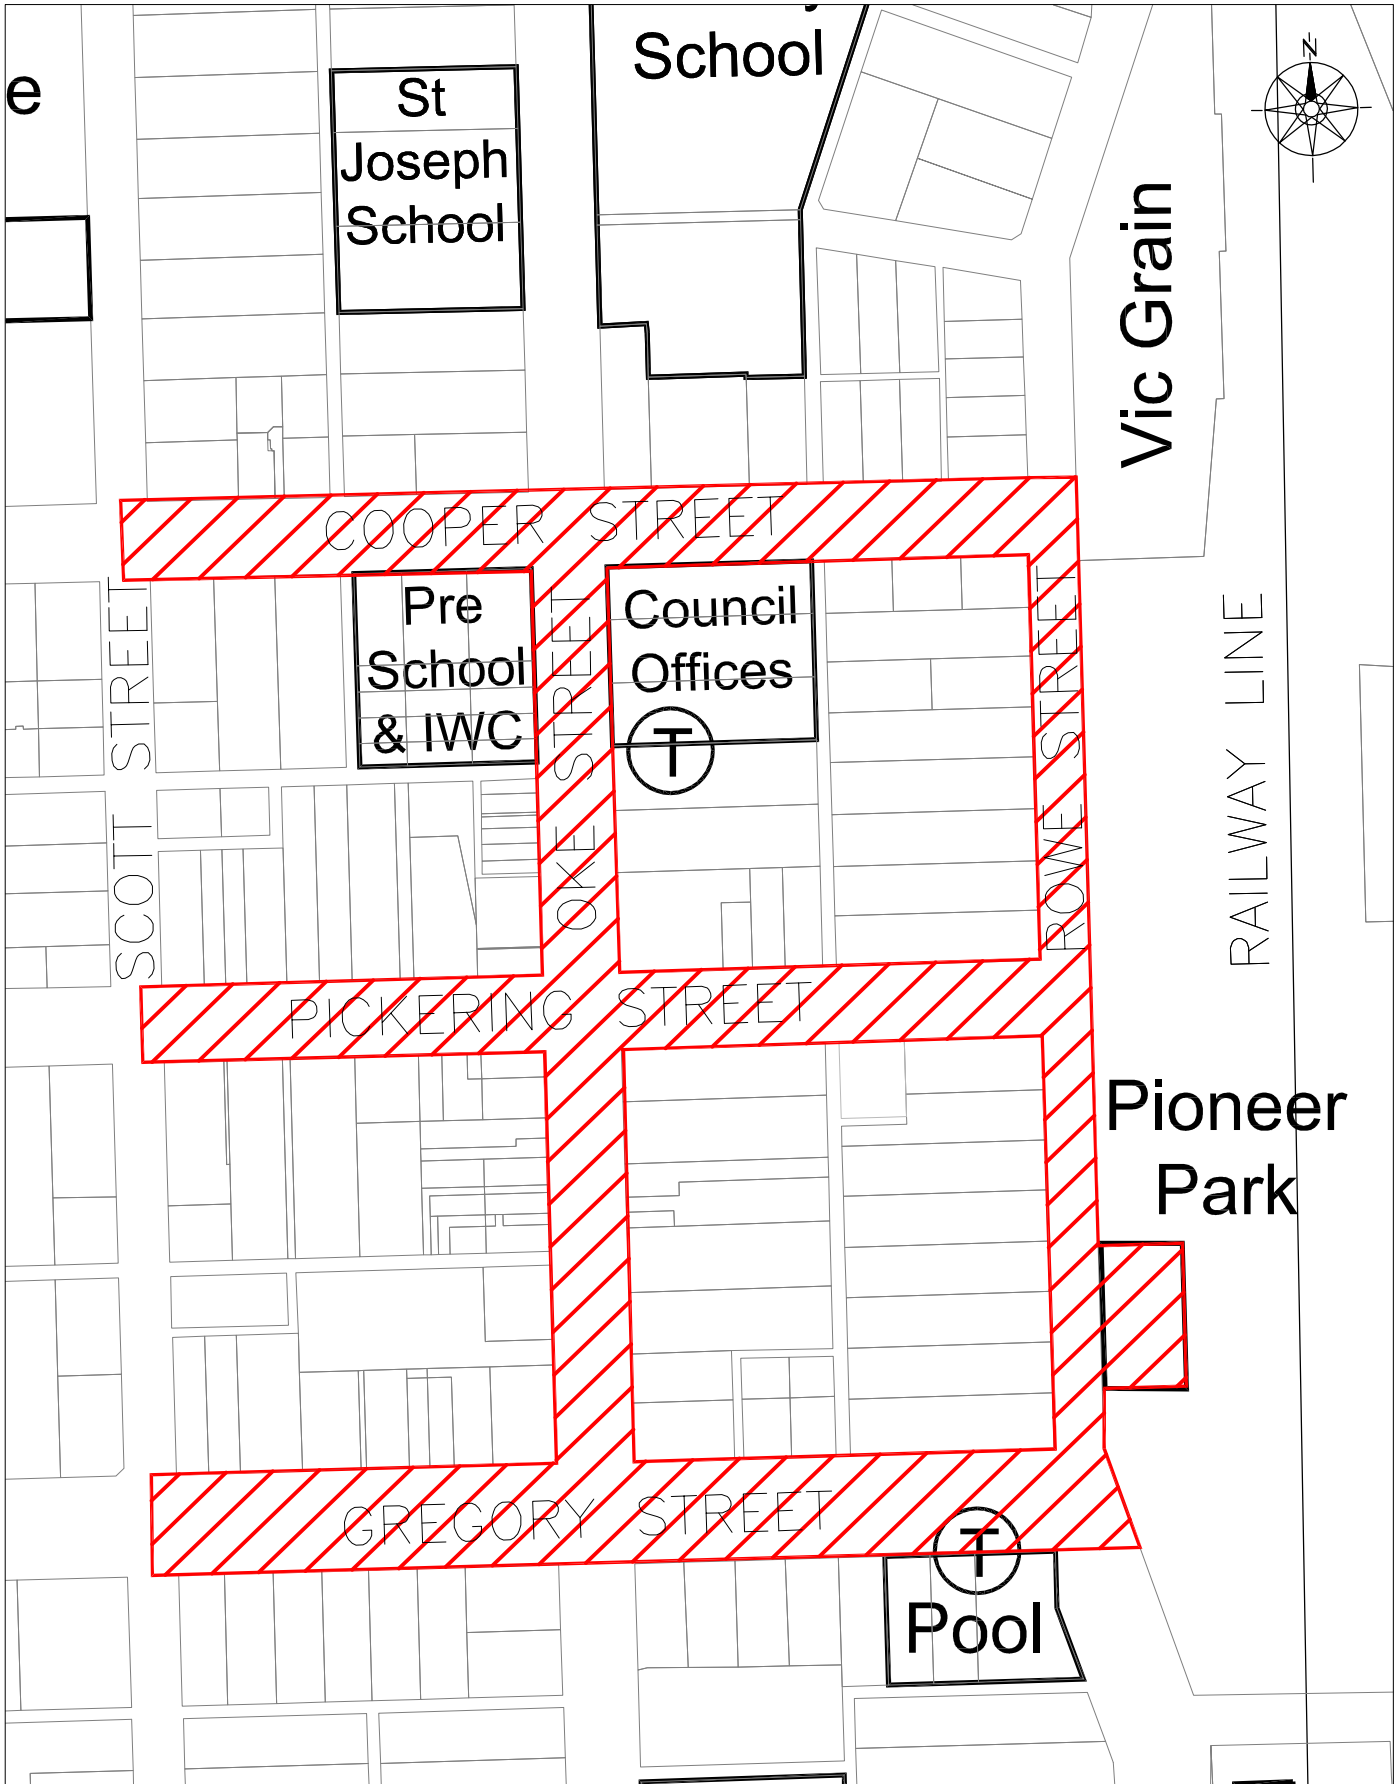 School
e
St
Joseph
School
N
Vic Grain
COOPER STREET
Pre
School
& IWC
Council
Offices
T
SCOTT STREET
OKE STREET
ROWE STREET
RAILWAY LINE
PICKERING STREET
Pioneer
Park
GREGORY STREET
T
Pool